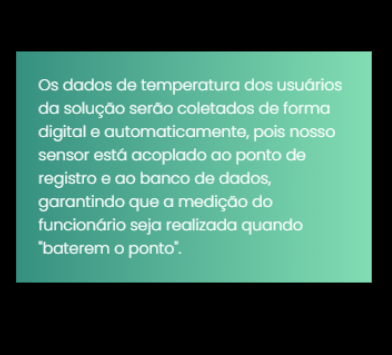 Os dados de temperatura dos usuários
da solução serão coletados de forma
digital e automaticamente, pois nosso
sensor está acoplado ao ponto de
registro e ao banco de dados,
garantindo que a medição do
funcionário seja realizada quando
"baterem o ponto".